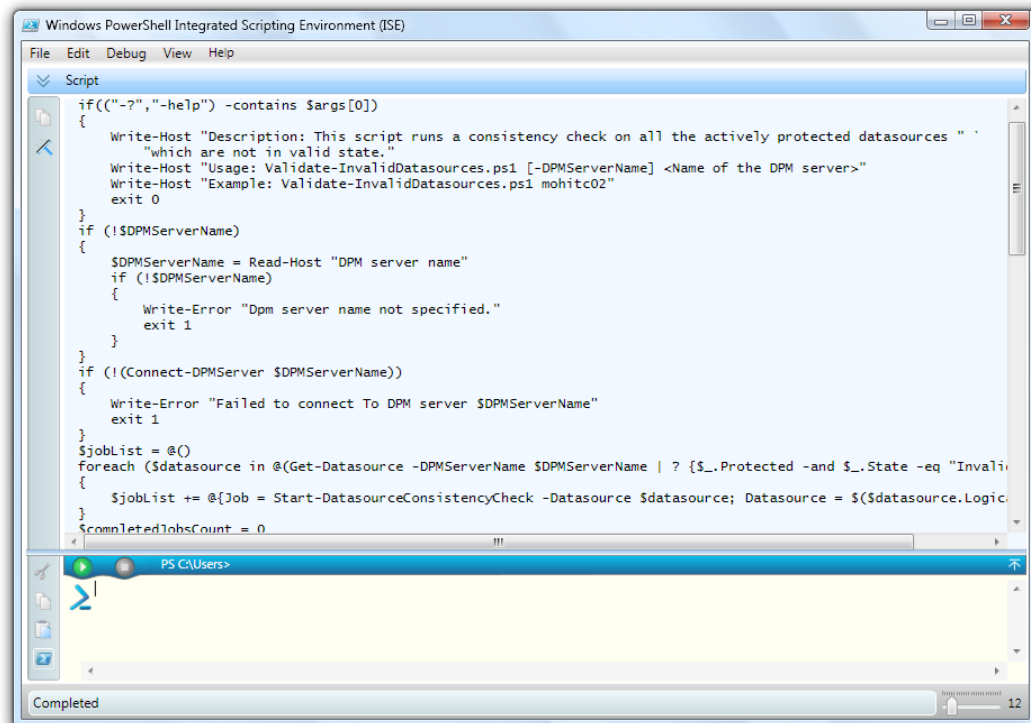 Windows PowerShell Integrated Scripting Environment (ISE)
File Edit Debug View Help
Script
if(("-?","-help") -contains $args[0])
{
    Write-Host "Description: This script runs a consistency check on all the actively protected datasources " `
        "which are not in valid state."
    Write-Host "Usage: Validate-InvalidDatasources.ps1 [-DPMServerName] <Name of the DPM server>"
    Write-Host "Example: Validate-InvalidDatasources.ps1 mohitc02"
    exit 0
}
if (!$DPMServerName)
{
    $DPMServerName = Read-Host "DPM server name"
    if (!$DPMServerName)
    {
        Write-Error "Dpm server name not specified."
        exit 1
    }
}
if (!(Connect-DPMServer $DPMServerName))
{
    Write-Error "Failed to connect To DPM server $DPMServerName"
    exit 1
}
$jobList = @()
foreach ($datasource in @(Get-Datasource -DPMServerName $DPMServerName | ? {$_.Protected -and $_.State -eq "Invali
{
    $jobList += @{Job = Start-DatasourceConsistencyCheck -Datasource $datasource; Datasource = $($datasource.Logic
}
$completedJobsCount = 0
PS C:\Users>
Completed
12